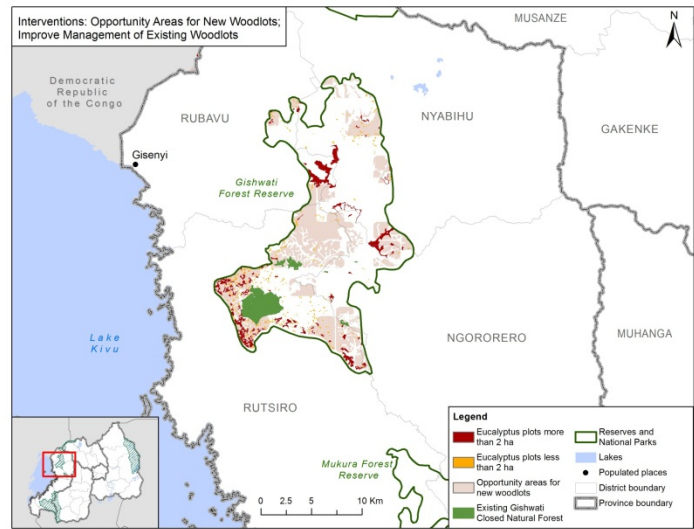 Interventions: Opportunity Areas for New Woodlots;
Improve Management of Existing Woodlots
N
MUSANZE
Democratic
Republic
of the Congo
RUBAVU
NYABIHU
GAKENKE
Gisenyi
Gishwati
Forest Reserve
Lake
Kivu
NGORORERO
MUHANGA
RUTSIRO
Mukura Forest
Reserve
0 2.5 5 10 Km
Legend
Eucalyptus plots more
than 2 ha
Eucalyptus plots less
than 2 ha
Opportunity areas for
new woodlots
Existing Gishwati
Closed Natural Forest
Reserves and
National Parks
Lakes
Populated places
District boundary
Province boundary